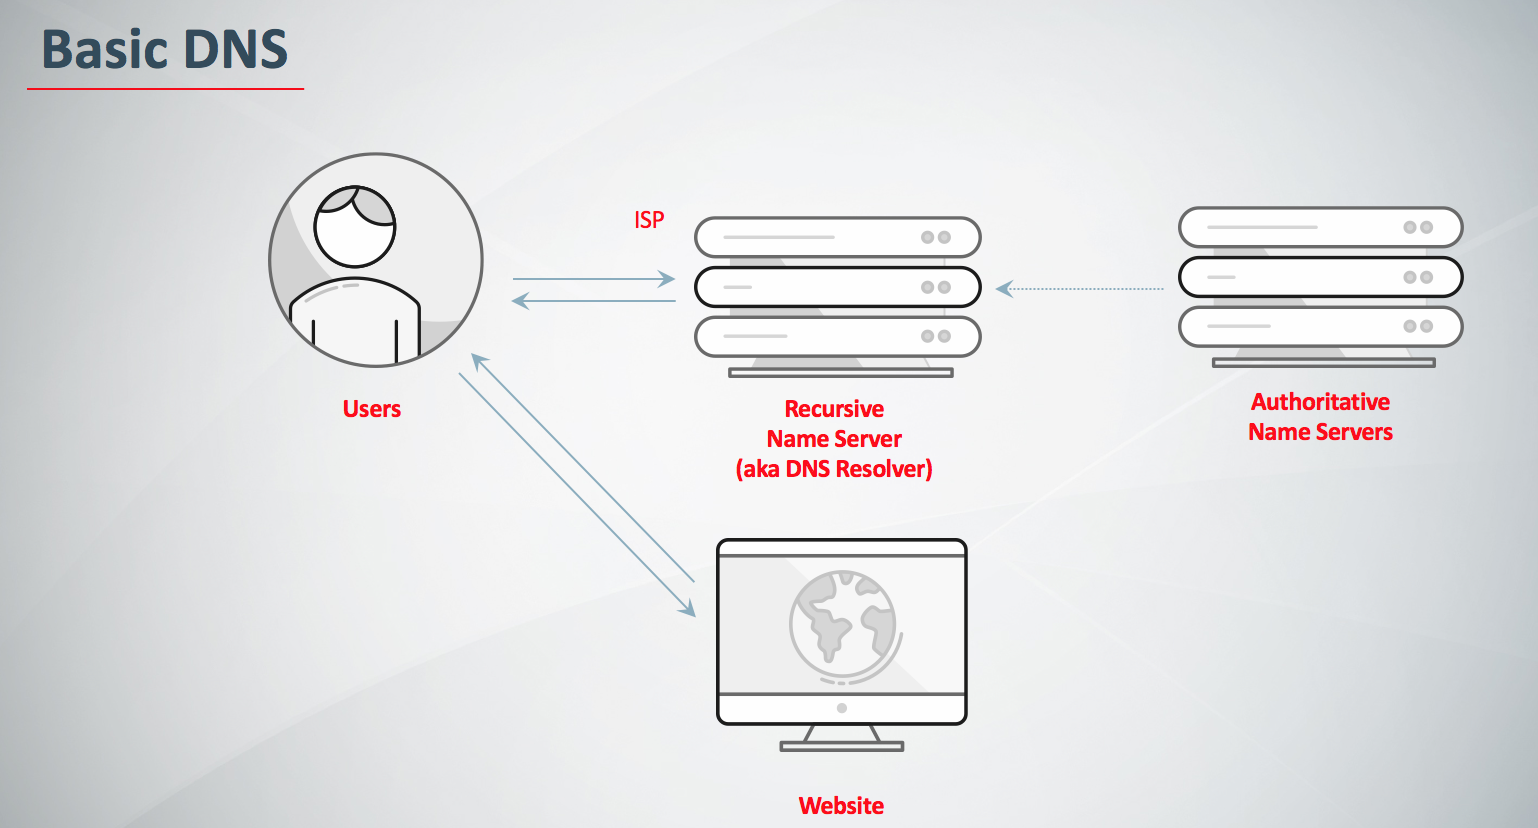 Basic DNS
ISP
Users
Recursive
Name Server
(aka DNS Resolver)
Authoritative
Name Servers
Website